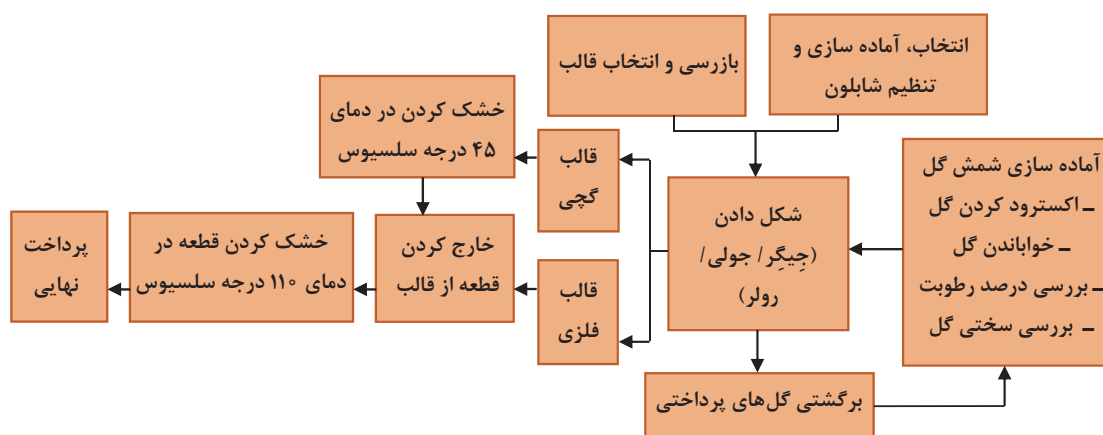 انتخاب، آماده سازی و
تنظیم شابلون
بازرسی و انتخاب قالب
آماده سازی شمش گل
ـ اکسترود کردن گل
ـ خواباندن گل
ـ بررسی درصد رطوبت
ـ بررسی سختی گل
شکل دادن
(جِیگِر/ جولی/
رولر)
برگشتی گل‌های پرداختی
قالب
گچی
قالب
فلزی
خشک کردن در دمای
۴۵ درجه سلسیوس
خارج کردن
قطعه از قالب
خشک کردن قطعه در
دمای ۱۱۰ درجه سلسیوس
پرداخت
نهایی